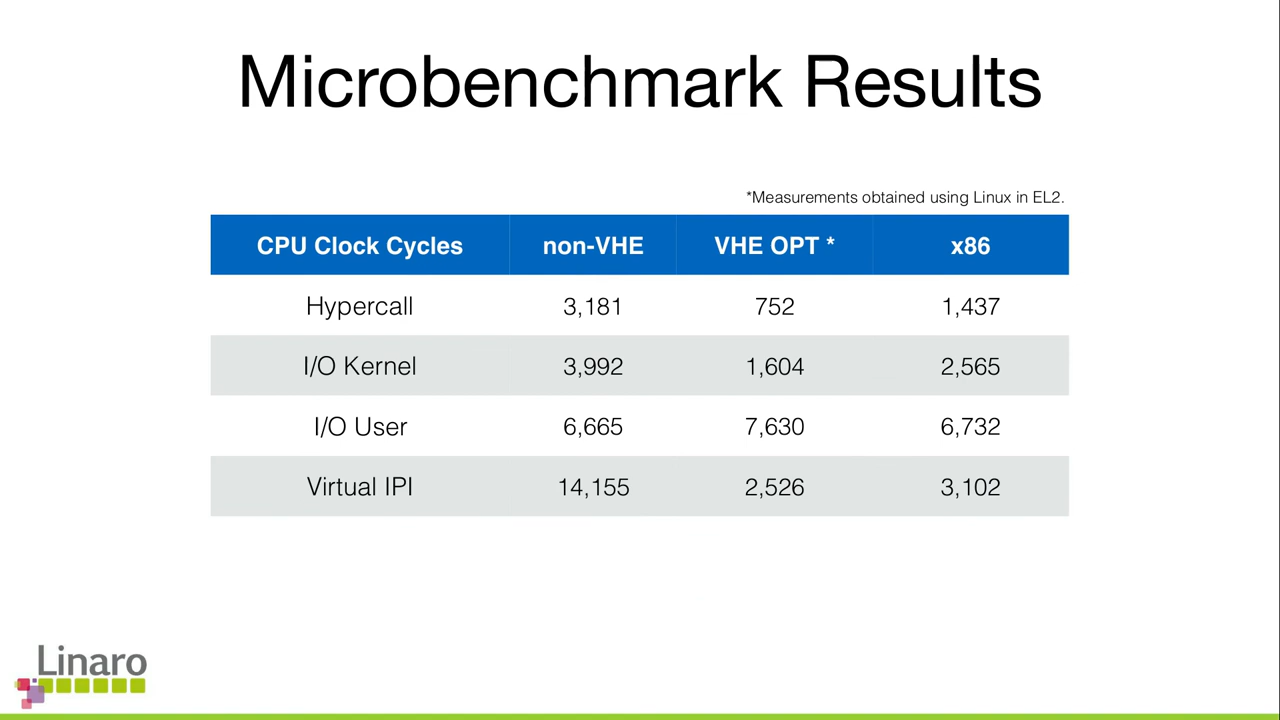 Microbenchmark Results
*Measurements obtained using Linux in EL2.
CPU Clock Cycles non-VHE VHE OPT * x86
Hypercall 3,181 752 1,437
I/O Kernel 3,992 1,604 2,565
I/O User 6,665 7,630 6,732
Virtual IPI 14,155 2,526 3,102
Linaro